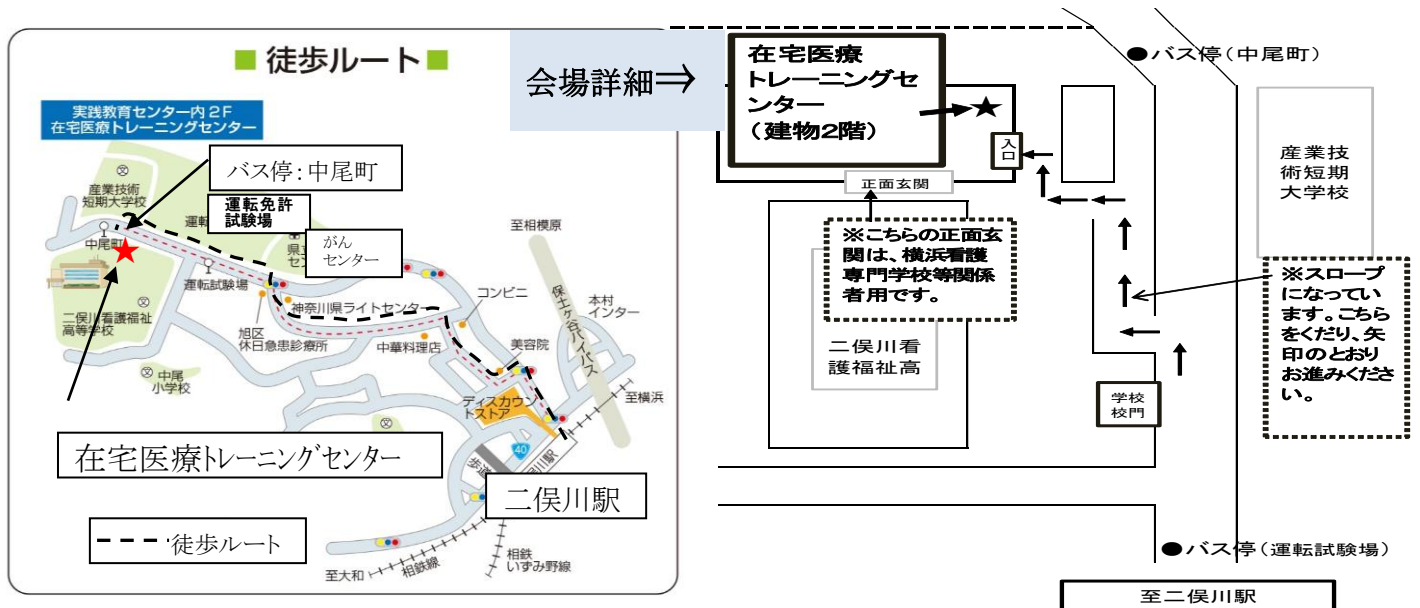 ■ 徒歩ルート ■
実践教育センター内2F
在宅医療トレーニングセンター
バス停:中尾町
産業技術
短期大学校
運転免許
試験場
がん
センター
至相模原
中尾町
運転試験場
コンビニ
本村
インター
保土ヶ谷バイパス
神奈川県ライトセンター
旭区
休日急患診療所
中華料理店
美容院
二俣川看護福祉
高等学校
中尾
小学校
至横浜
ディスカウン
トストア
40
在宅医療トレーニングセンター
二俣川駅
徒歩ルート
至大和
相鉄線
相鉄
いずみ野線
会場詳細⇒
在宅医療
トレーニングセ
ンター
(建物2階)
入口
正面玄関
※こちらの正面玄
関は、横浜看護
専門学校等関係
者用です。
二俣川看
護福祉高
●バス停(中尾町)
産業技
術短期
大学校
※スロープ
になってい
ます。こちら
をくだり、矢
印のとおり
お進みくださ
い。
学校
校門
●バス停(運転試験場)
至二俣川駅